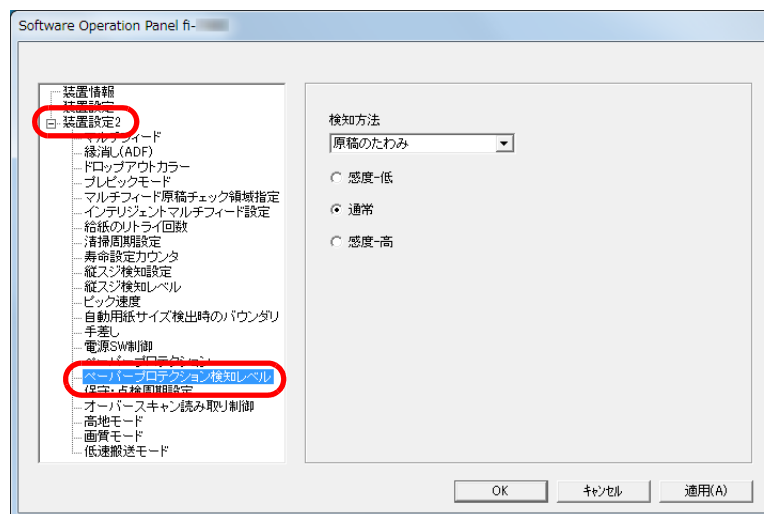 Software Operation Panel fi-
装置情報
装置設定
装置設定2
マルチフィード
縁消し(ADF)
ドロップアウトカラー
プレピックモード
マルチフィード原稿チェック領域指定
インテリジェントマルチフィード設定
給紙のリトライ回数
清掃周期設定
寿命設定カウンタ
縦スジ検知設定
縦スジ検知レベル
ピック速度
自動用紙サイズ検出時のバウンダリ
手差し
電源SW制御
ペーパープロテクション
ペーパープロテクション検知レベル
保守・点検周期設定
オーバースキャン読み取り制御
高地モード
画質モード
低速搬送モード
検知方法
原稿のたわみ
感度-低
通常
感度-高
OK
キャンセル
適用(A)